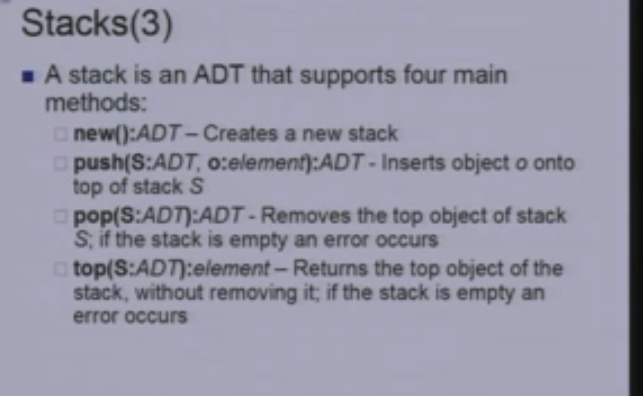 Stacks(3)
A stack is an ADT that supports four main
methods:
new():ADT – Creates a new stack
push(S:ADT, o:element):ADT - Inserts object o onto
top of stack S
pop(S:ADT):ADT - Removes the top object of stack
S; if the stack is empty an error occurs
top(S:ADT):element – Returns the top object of the
stack, without removing it; if the stack is empty an
error occurs